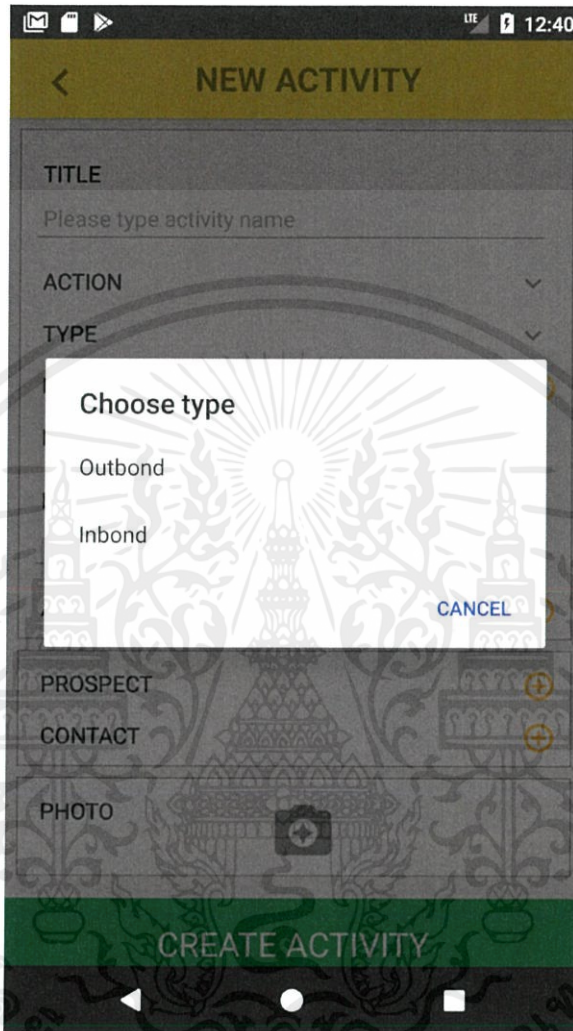 LTE 12:40
NEW ACTIVITY
TITLE
Please type activity name
ACTION
TYPE
Choose type
Outbond
Inbond
CANCEL
PROSPECT
CONTACT
PHOTO
CREATE ACTIVITY